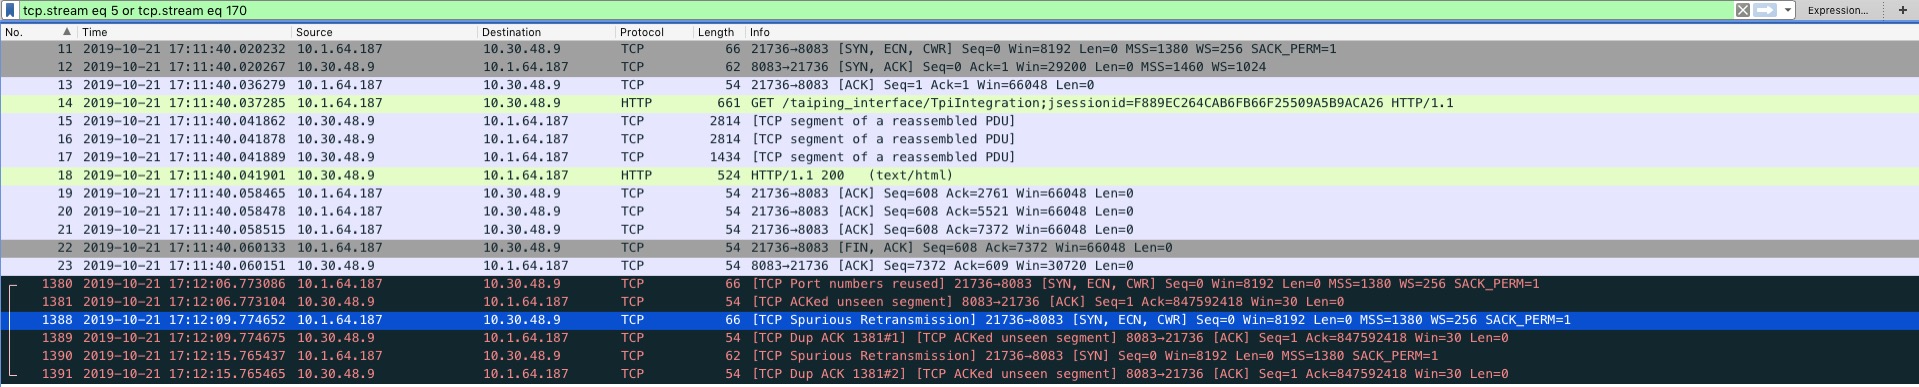 tcp.stream eq 5 or tcp.stream eq 170 Expression... +
No. Time Source Destination Protocol Length Info
11 2019-10-21 17:11:40.020232 10.1.64.187 10.30.48.9 TCP 66 21736→8083 [SYN, ECN, CWR] Seq=0 Win=8192 Len=0 MSS=1380 WS=256 SACK_PERM=1
12 2019-10-21 17:11:40.020267 10.30.48.9 10.1.64.187 TCP 62 8083→21736 [SYN, ACK] Seq=0 Ack=1 Win=29200 Len=0 MSS=1460 WS=1024
13 2019-10-21 17:11:40.036279 10.1.64.187 10.30.48.9 TCP 54 21736→8083 [ACK] Seq=1 Ack=1 Win=66048 Len=0
14 2019-10-21 17:11:40.037285 10.1.64.187 10.30.48.9 HTTP 661 GET /taiping_interface/TpiIntegration;jsessionid=F889EC264CAB6FB66F25509A5B9ACA26 HTTP/1.1
15 2019-10-21 17:11:40.041862 10.30.48.9 10.1.64.187 TCP 2814 [TCP segment of a reassembled PDU]
16 2019-10-21 17:11:40.041878 10.30.48.9 10.1.64.187 TCP 2814 [TCP segment of a reassembled PDU]
17 2019-10-21 17:11:40.041889 10.30.48.9 10.1.64.187 TCP 1434 [TCP segment of a reassembled PDU]
18 2019-10-21 17:11:40.041901 10.30.48.9 10.1.64.187 HTTP 524 HTTP/1.1 200 (text/html)
19 2019-10-21 17:11:40.058465 10.1.64.187 10.30.48.9 TCP 54 21736→8083 [ACK] Seq=608 Ack=2761 Win=66048 Len=0
20 2019-10-21 17:11:40.058478 10.1.64.187 10.30.48.9 TCP 54 21736→8083 [ACK] Seq=608 Ack=5521 Win=66048 Len=0
21 2019-10-21 17:11:40.058515 10.1.64.187 10.30.48.9 TCP 54 21736→8083 [ACK] Seq=608 Ack=7372 Win=66048 Len=0
22 2019-10-21 17:11:40.060133 10.1.64.187 10.30.48.9 TCP 54 21736→8083 [FIN, ACK] Seq=608 Ack=7372 Win=66048 Len=0
23 2019-10-21 17:11:40.060151 10.30.48.9 10.1.64.187 TCP 54 8083→21736 [ACK] Seq=7372 Ack=609 Win=30720 Len=0
1380 2019-10-21 17:12:06.773086 10.1.64.187 10.30.48.9 TCP 66 [TCP Port numbers reused] 21736→8083 [SYN, ECN, CWR] Seq=0 Win=8192 Len=0 MSS=1380 WS=256 SACK_PERM=1
1381 2019-10-21 17:12:06.773104 10.30.48.9 10.1.64.187 TCP 54 [TCP ACKed unseen segment] 8083→21736 [ACK] Seq=1 Ack=847592418 Win=30 Len=0
1388 2019-10-21 17:12:09.774652 10.1.64.187 10.30.48.9 TCP 66 [TCP Spurious Retransmission] 21736→8083 [SYN, ECN, CWR] Seq=0 Win=8192 Len=0 MSS=1380 WS=256 SACK_PERM=1
1389 2019-10-21 17:12:09.774675 10.30.48.9 10.1.64.187 TCP 54 [TCP Dup ACK 1381#1] [TCP ACKed unseen segment] 8083→21736 [ACK] Seq=1 Ack=847592418 Win=30 Len=0
1390 2019-10-21 17:12:15.765437 10.1.64.187 10.30.48.9 TCP 62 [TCP Spurious Retransmission] 21736→8083 [SYN] Seq=0 Win=8192 Len=0 MSS=1380 SACK_PERM=1
1391 2019-10-21 17:12:15.765465 10.30.48.9 10.1.64.187 TCP 54 [TCP Dup ACK 1381#2] [TCP ACKed unseen segment] 8083→21736 [ACK] Seq=1 Ack=847592418 Win=30 Len=0